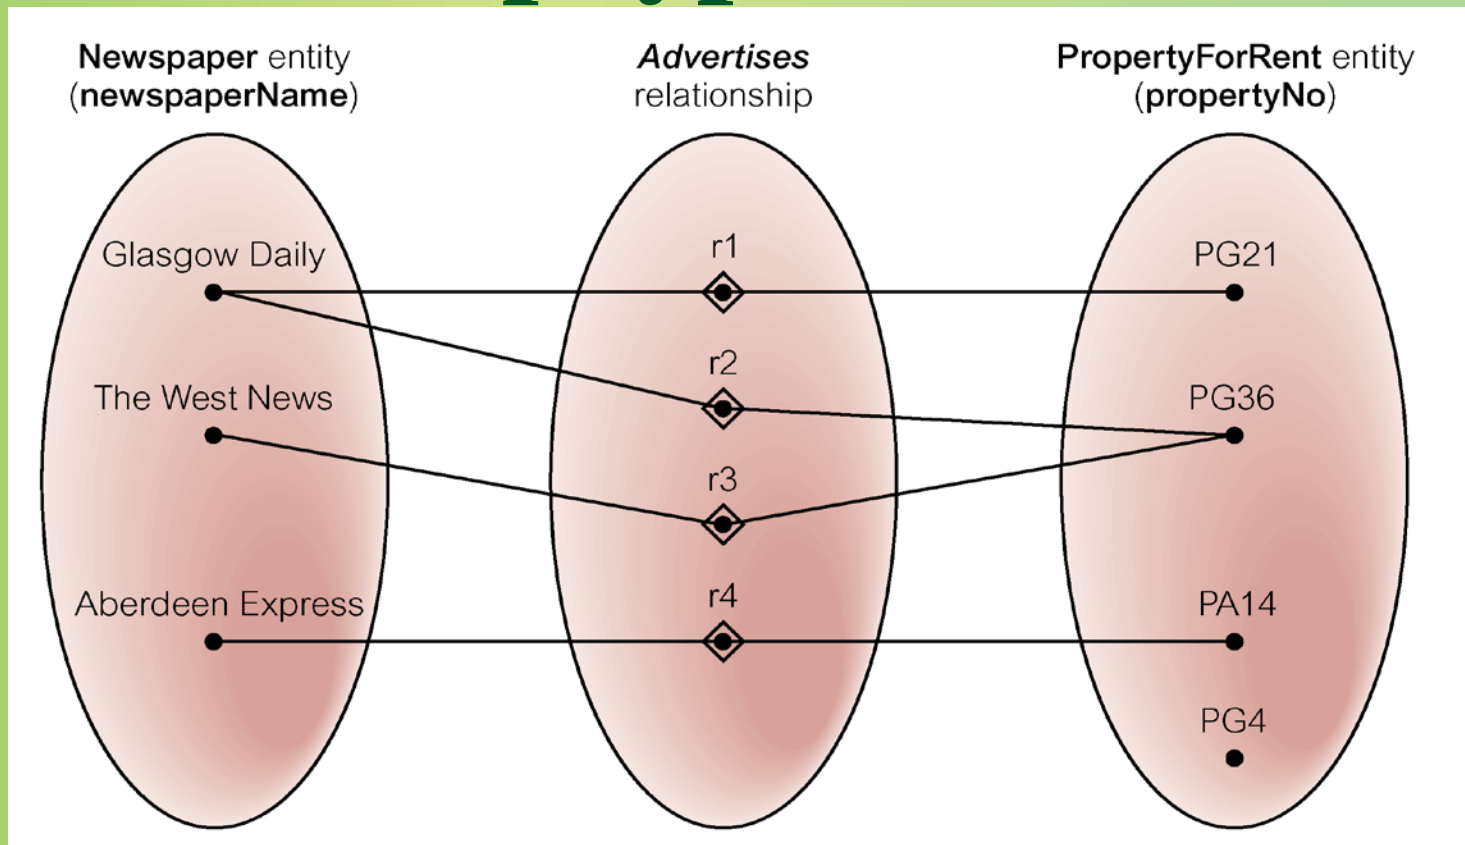 Newspaper entity
(newspaperName)
Advertises
relationship
PropertyForRent entity
(propertyNo)
Glasgow Daily
The West News
Aberdeen Express
r1
r2
r3
r4
PG21
PG36
PA14
PG4